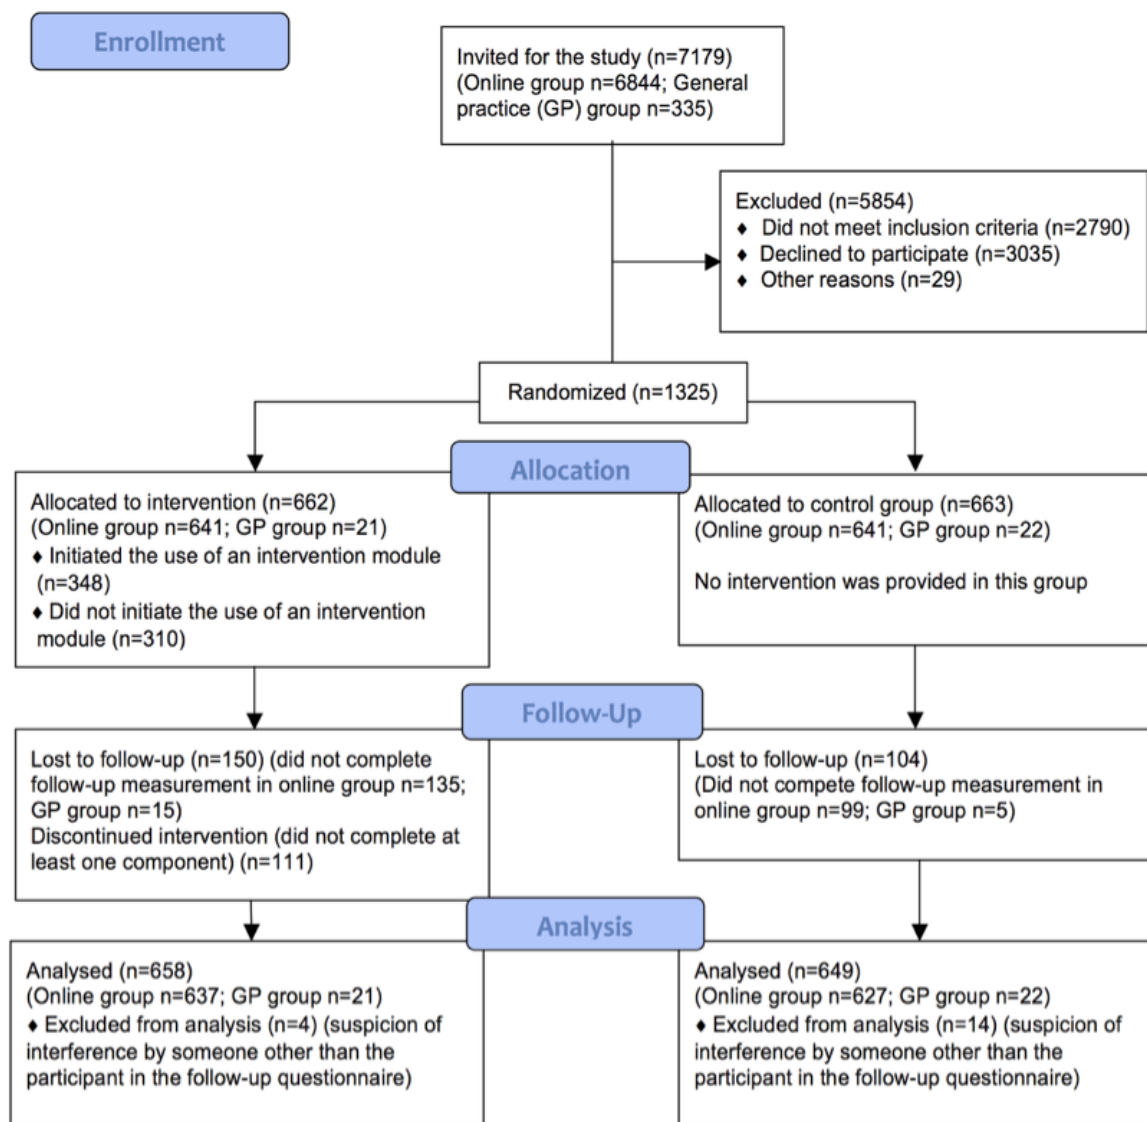 Enrollment
Invited for the study (n=7179)
(Online group n=6844; General
practice (GP) group n=335)
Excluded (n=5854)
♦ Did not meet inclusion criteria (n=2790)
♦ Declined to participate (n=3035)
♦ Other reasons (n=29)
Randomized (n=1325)
Allocation
Allocated to intervention (n=662)
(Online group n=641; GP group n=21)
♦ Initiated the use of an intervention module
(n=348)
♦ Did not initiate the use of an intervention
module (n=310)
Allocated to control group (n=663)
(Online group n=641; GP group n=22)
No intervention was provided in this group
Follow-Up
Lost to follow-up (n=150) (did not complete
follow-up measurement in online group n=135;
GP group n=15)
Discontinued intervention (did not complete at
least one component) (n=111)
Lost to follow-up (n=104)
(Did not compete follow-up measurement in
online group n=99; GP group n=5)
Analysis
Analysed (n=658)
(Online group n=637; GP group n=21)
♦ Excluded from analysis (n=4) (suspicion of
interference by someone other than the
participant in the follow-up questionnaire)
Analysed (n=649)
(Online group n=627; GP group n=22)
♦ Excluded from analysis (n=14) (suspicion of
interference by someone other than the
participant in the follow-up questionnaire)